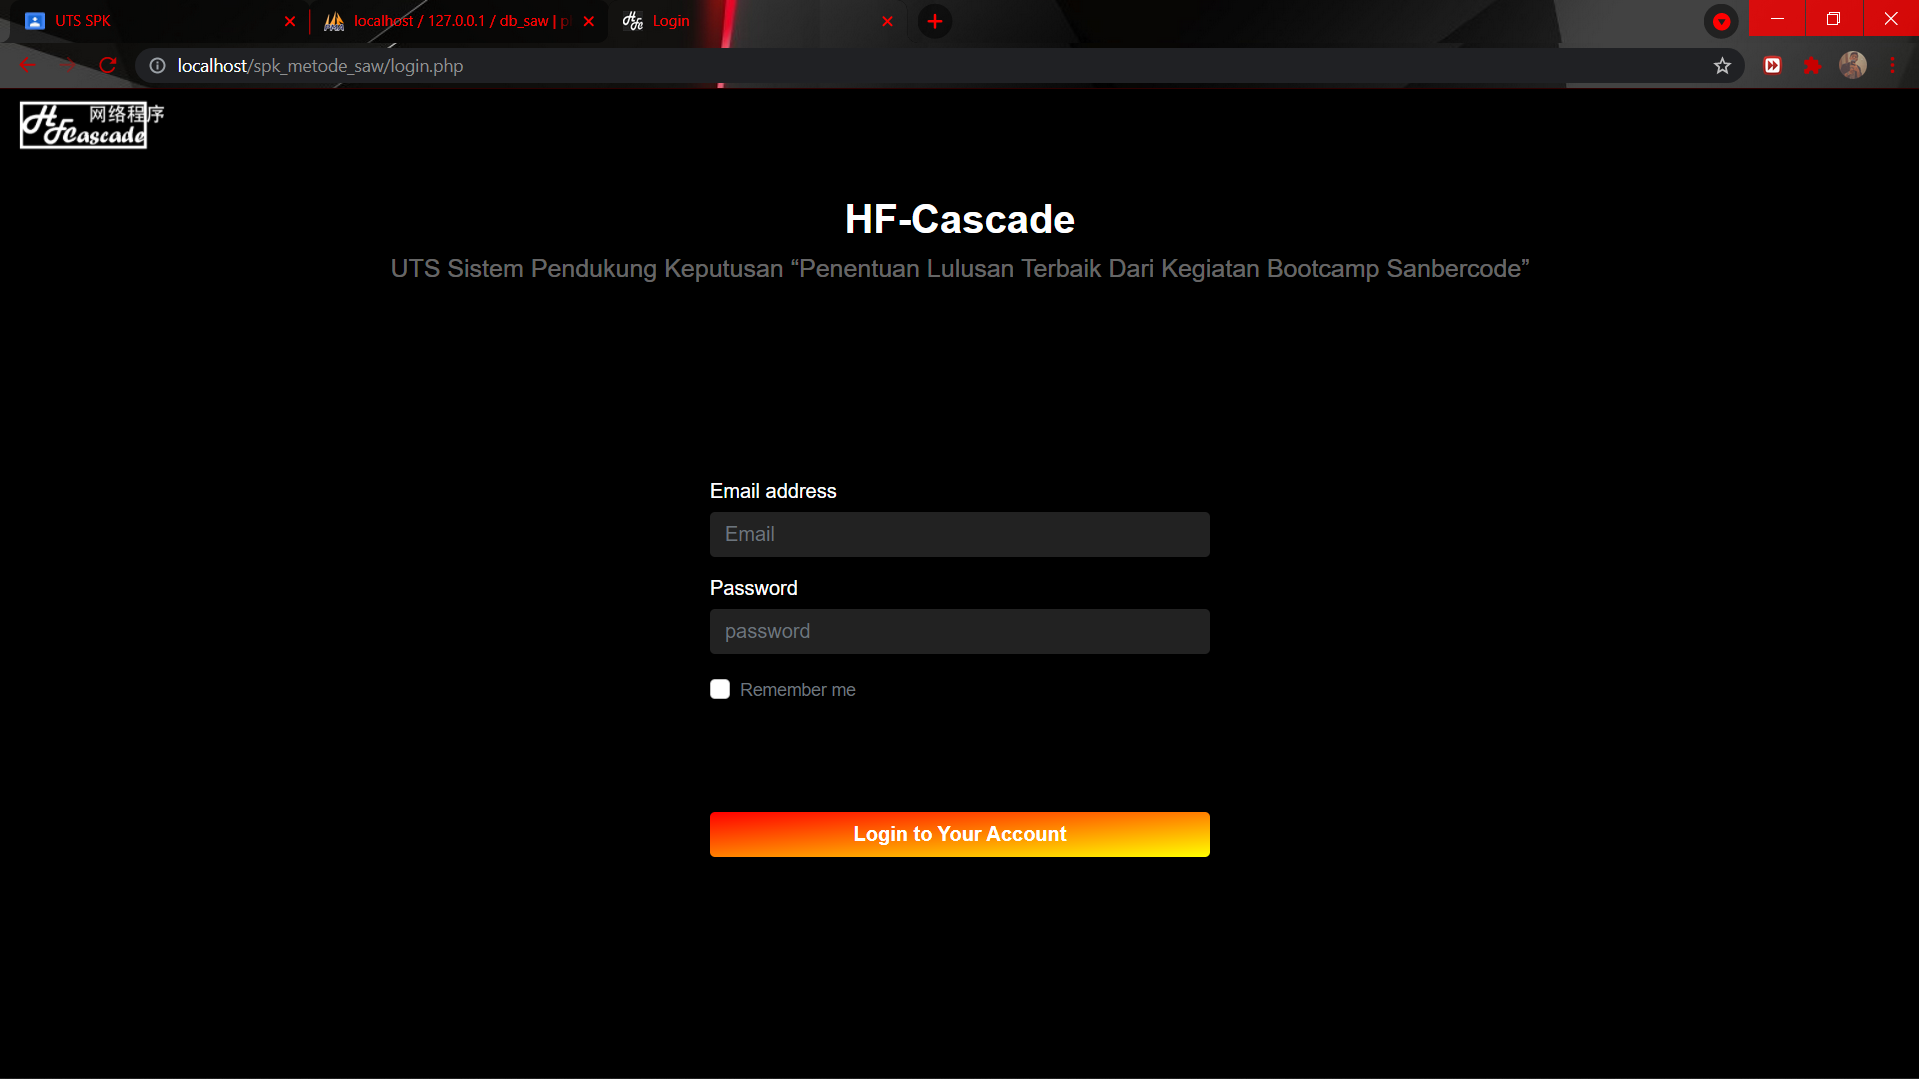 UTS SPK
localhost / 127.0.0.1 / db_saw | p
Login
localhost/spk_metode_saw/login.php
网络程序
HFCascade
HF-Cascade
UTS Sistem Pendukung Keputusan “Penentuan Lulusan Terbaik Dari Kegiatan Bootcamp Sanbercode”
Email address
Email
Password
password
Remember me
Login to Your Account